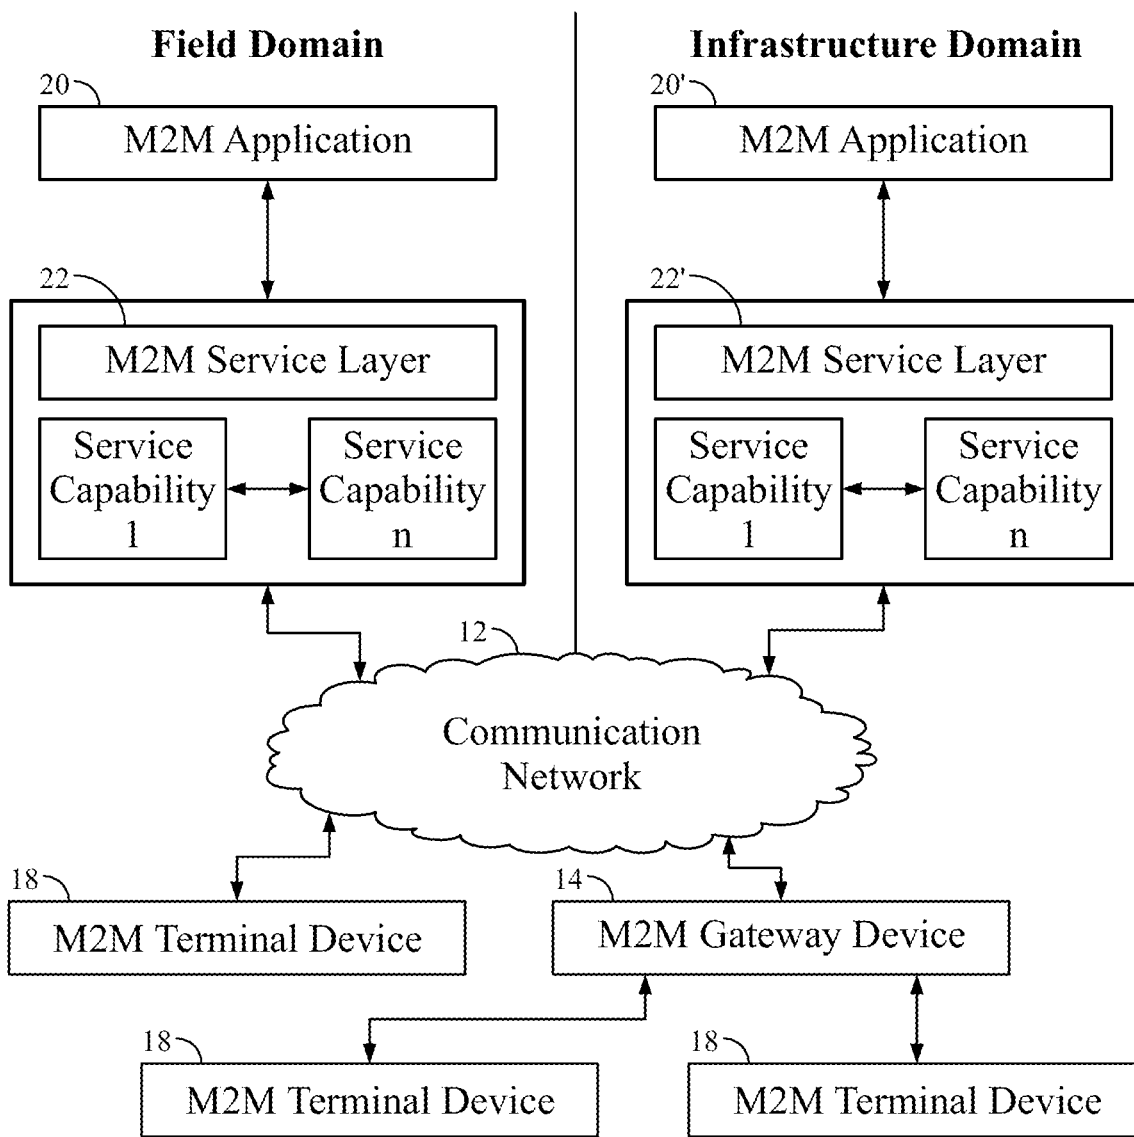 Field Domain
Infrastructure Domain
20
20'
M2M Application
M2M Application
22
22'
M2M Service Layer
M2M Service Layer
Service
Capability
1
Service
Capability
n
Service
Capability
1
Service
Capability
n
12
Communication
Network
18
14
M2M Terminal Device
M2M Gateway Device
18
18
M2M Terminal Device
M2M Terminal Device